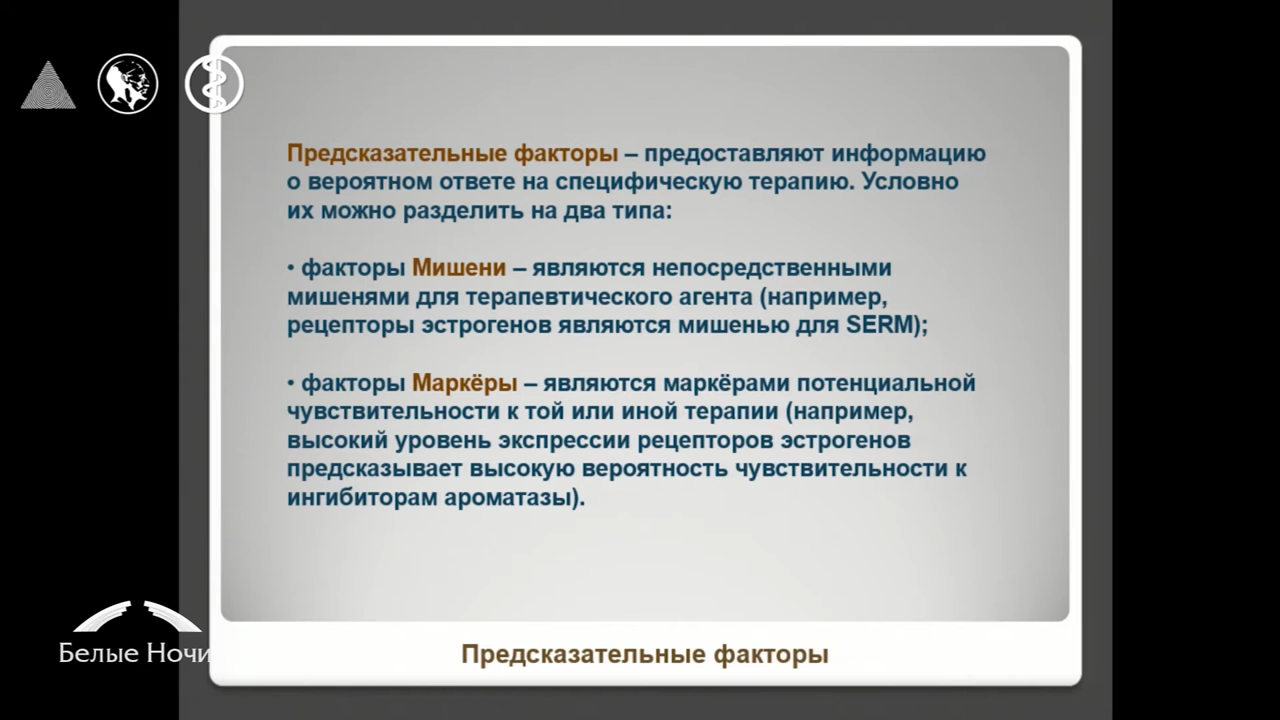 Предсказательные факторы – предоставляют информацию
о вероятном ответе на специфическую терапию. Условно
их можно разделить на два типа:
• факторы Мишени – являются непосредственными
мишенями для терапевтического агента (например,
рецепторы эстрогенов являются мишенью для SERM);
• факторы Маркёры – являются маркёрами потенциальной
чувствительности к той или иной терапии (например,
высокий уровень экспрессии рецепторов эстрогенов
предсказывает высокую вероятность чувствительности к
ингибиторам ароматазы).
Белые Ночи
Предсказательные факторы